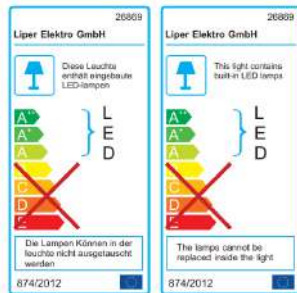 26869
Liper Elektro GmbH
Diese Leuchte
enthält eingebaute
LED-lampen
A++
A+
A
C
D
E
L
E
D
Die Lampen Können in der
leuchte nicht ausgetauscht
werden
874/2012
26869
Liper Elektro GmbH
This light contains
built-in LED lamps
A++
A+
A
C
D
E
L
E
D
The lamps cannot be
replaced inside the light
874/2012